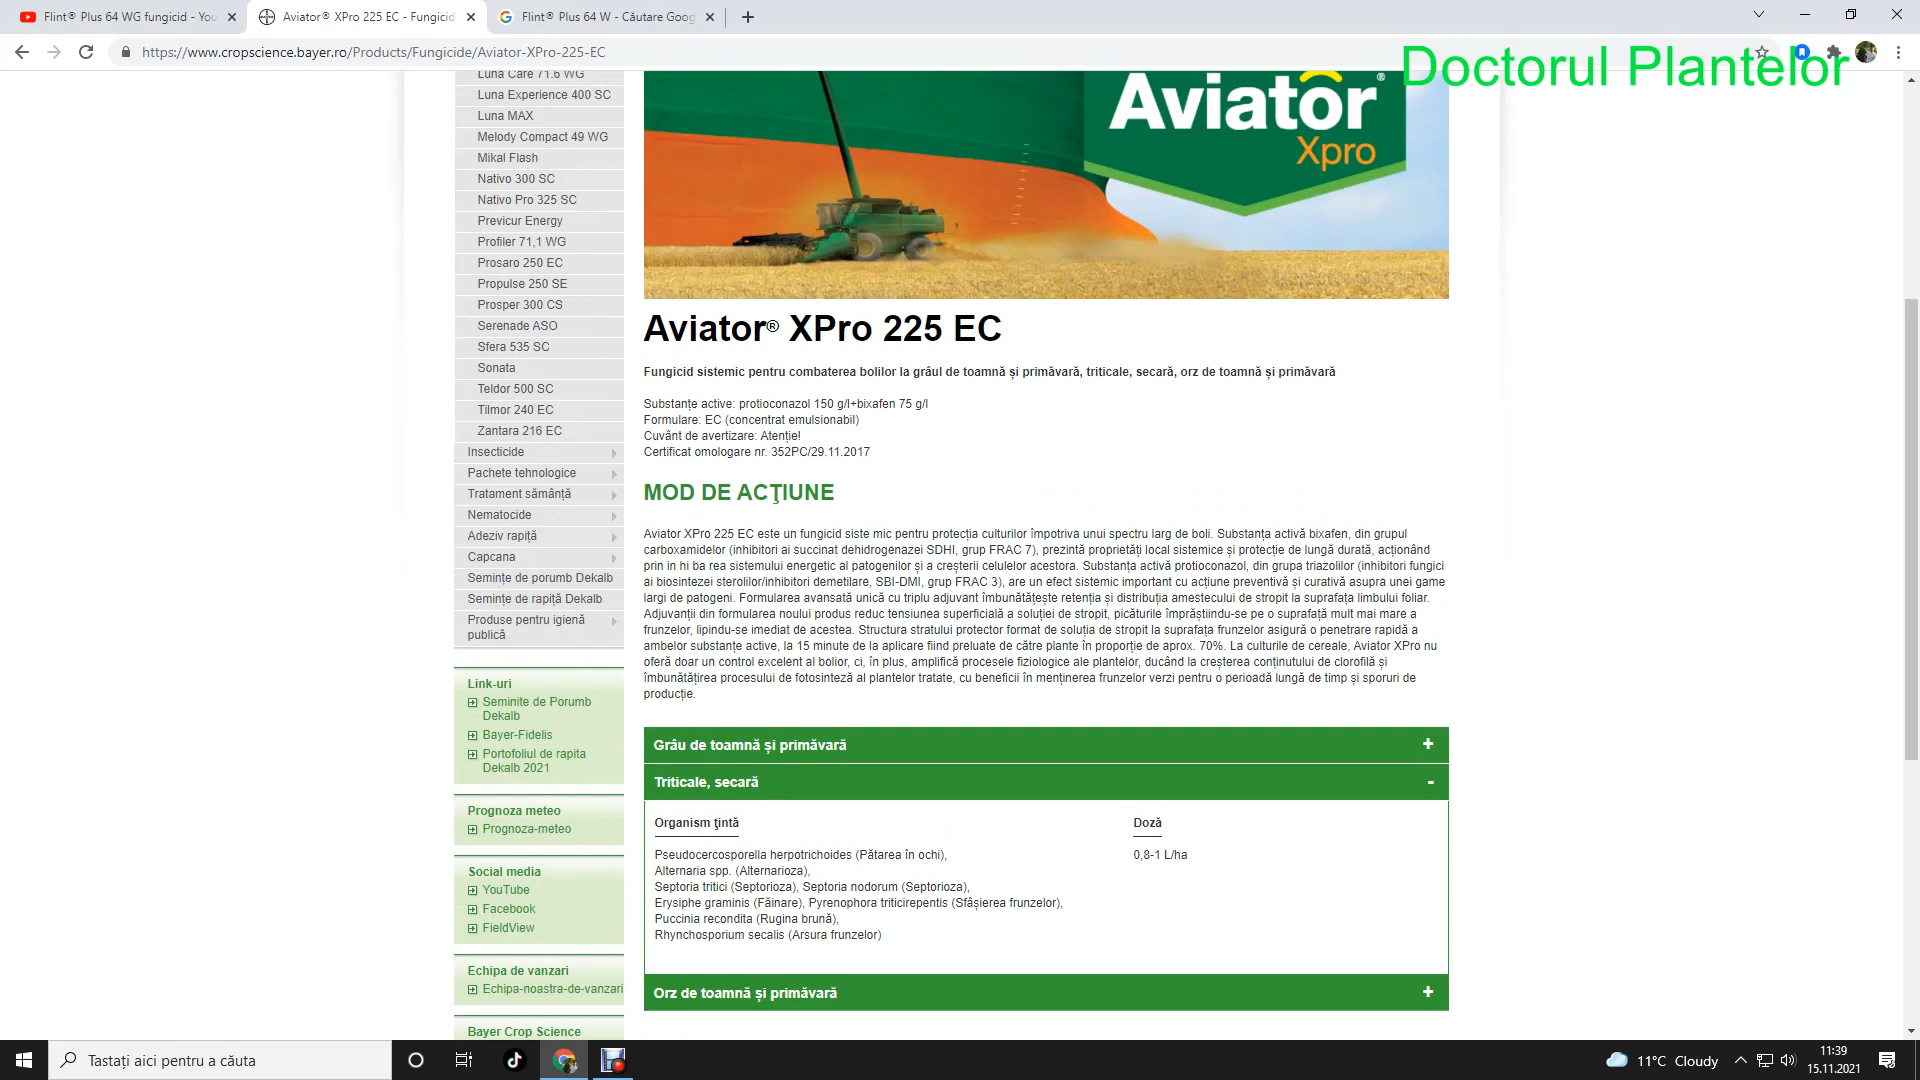 Flint® Plus 64 WG fungicid - You
Aviator® XPro 225 EC - Fungicid
Flint® Plus 64 W - Căutare Goog
https://www.cropscience.bayer.ro/Products/Fungicide/Aviator-XPro-225-EC
Doctorul Plantelor
Luna Care 71.6 WG
Luna Experience 400 SC
Luna MAX
Melody Compact 49 WG
Mikal Flash
Nativo 300 SC
Nativo Pro 325 SC
Previcur Energy
Profiler 71,1 WG
Prosaro 250 EC
Propulse 250 SE
Prosper 300 CS
Serenade ASO
Sfera 535 SC
Sonata
Teldor 500 SC
Tilmor 240 EC
Zantara 216 EC
Insecticide
Pachete tehnologice
Tratament sămânță
Nematocide
Adeziv rapiță
Capcana
Semințe de porumb Dekalb
Semințe de rapiță Dekalb
Produse pentru igienă
publică
Link-uri
Seminite de Porumb
Dekalb
Bayer-Fidelis
Portofoliul de rapita
Dekalb 2021
Prognoza meteo
Prognoza-meteo
Social media
YouTube
Facebook
FieldView
Echipa de vanzari
Echipa-noastra-de-vanzari
Bayer Crop Science
Aviator®
Xpro
Aviator® XPro 225 EC
Fungicid sistemic pentru combaterea bolilor la grâul de toamnă și primăvară, triticale, secară, orz de toamnă și primăvară
Substanțe active: protioconazol 150 g/l+bixafen 75 g/l
Formulare: EC (concentrat emulsionabil)
Cuvânt de avertizare: Atenție!
Certificat omologare nr. 352PC/29.11.2017
MOD DE ACŢIUNE
Aviator XPro 225 EC este un fungicid siste mic pentru protecția culturilor împotriva unui spectru larg de boli. Substanța activă bixafen, din grupul
carboxamidelor (inhibitori ai succinat dehidrogenazei SDHI, grup FRAC 7), prezintă proprietăți local sistemice și protecție de lungă durată, acționând
prin in hi ba rea sistemului energetic al patogenilor și a creșterii celulelor acestora. Substanța activă protioconazol, din grupa triazolilor (inhibitori fungici
ai biosintezei sterolilor/inhibitori demetilare, SBI-DMI, grup FRAC 3), are un efect sistemic important cu acțiune preventivă și curativă asupra unei game
largi de patogeni. Formularea avansată unică cu triplu adjuvant îmbunătățește retenția și distribuția amestecului de stropit la suprafața limbului foliar.
Adjuvanții din formularea noului produs reduc tensiunea superficială a soluției de stropit, picăturile împrăștiindu-se pe o suprafață mult mai mare a
frunzelor, lipindu-se imediat de acestea. Structura stratului protector format de soluția de stropit la suprafața frunzelor asigură o penetrare rapidă a
ambelor substanțe active, la 15 minute de la aplicare fiind preluate de către plante în proporție de aprox. 70%. La culturile de cereale, Aviator XPro nu
oferă doar un control excelent al bolior, ci, în plus, amplifică procesele fiziologice ale plantelor, ducând la creșterea conținutului de clorofilă și
îmbunătățirea procesului de fotosinteză al plantelor tratate, cu beneficii în menținerea frunzelor verzi pentru o perioadă lungă de timp și sporuri de
producție.
Grâu de toamnă și primăvară +
Triticale, secară -
Organism ţintă Doză
Pseudocercosporella herpotrichoides (Pătarea în ochi), 0,8-1 L/ha
Alternaria spp. (Alternarioza),
Septoria tritici (Septorioza), Septoria nodorum (Septorioza),
Erysiphe graminis (Făinare), Pyrenophora triticirepentis (Sfâșierea frunzelor),
Puccinia recondita (Rugina brună),
Rhynchosporium secalis (Arsura frunzelor)
Orz de toamnă și primăvară +
Tastați aici pentru a căuta
11°C Cloudy
11:39
15.11.2021